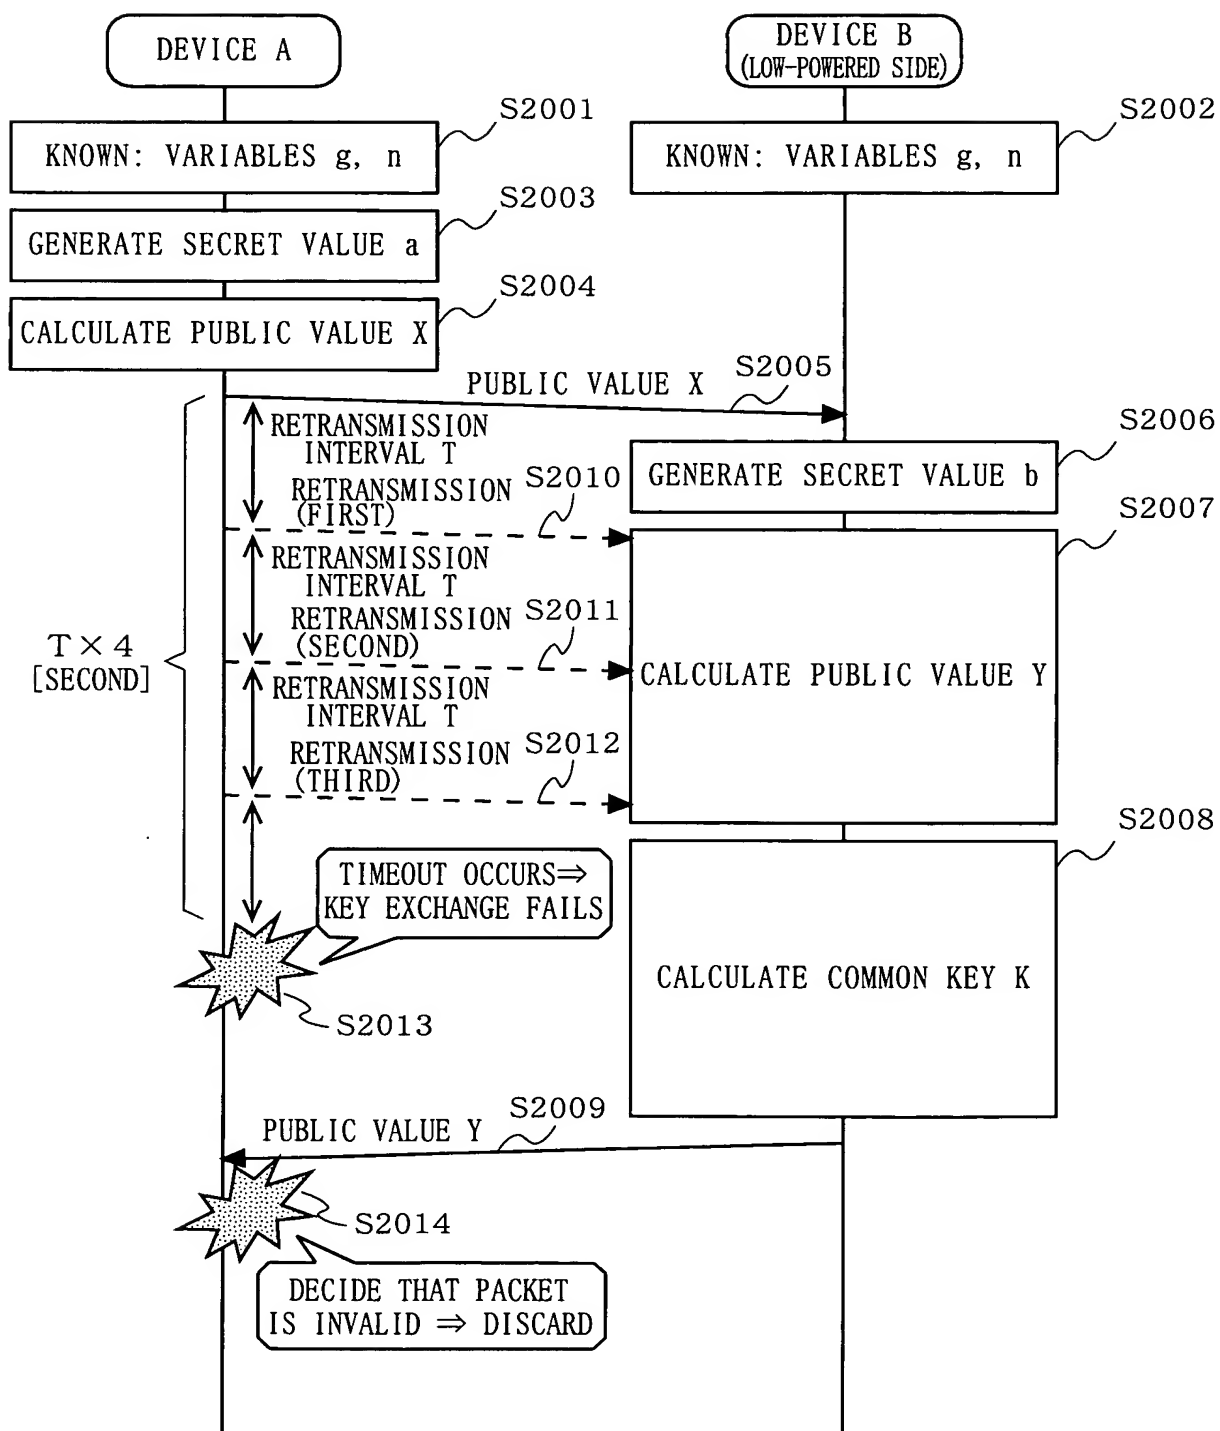 DEVICE A
DEVICE B
(LOW-POWERED SIDE)
S2001
S2002
KNOWN: VARIABLES g, n
KNOWN: VARIABLES g, n
S2003
GENERATE SECRET VALUE a
S2004
CALCULATE PUBLIC VALUE X
PUBLIC VALUE X
S2005
RETRANSMISSION
INTERVAL T
S2006
GENERATE SECRET VALUE b
RETRANSMISSION
(FIRST)
S2010
S2007
RETRANSMISSION
INTERVAL T
RETRANSMISSION
(SECOND)
S2011
T×4
[SECOND]
CALCULATE PUBLIC VALUE Y
RETRANSMISSION
INTERVAL T
RETRANSMISSION
(THIRD)
S2012
S2008
TIMEOUT OCCURS⇒
KEY EXCHANGE FAILS
CALCULATE COMMON KEY K
S2013
PUBLIC VALUE Y
S2009
S2014
DECIDE THAT PACKET
IS INVALID ⇒ DISCARD